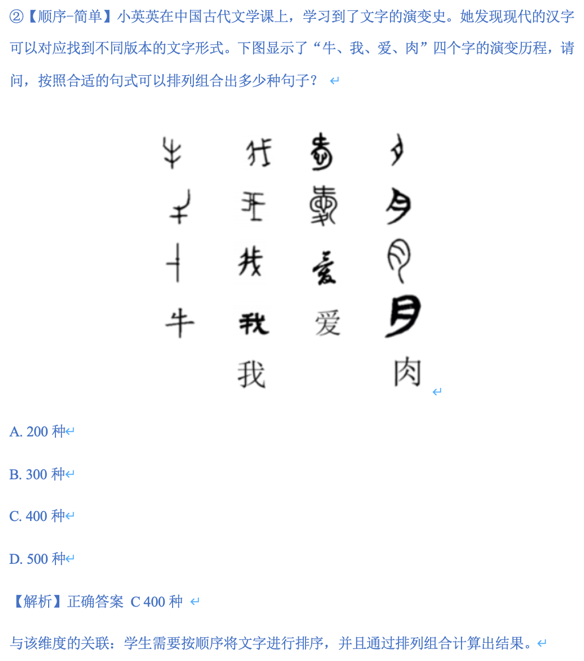 ②【顺序-简单】小英英在中国古代文学课上，学习到了文字的演变史。她发现现代的汉字
可以对应找到不同版本的文字形式。下图显示了“牛、我、爱、肉”四个字的演变历程，请
问，按照合适的句式可以排列组合出多少种句子？
牛 我 爱
我 肉
A. 200 种
B. 300 种
C. 400 种
D. 500 种
【解析】正确答案 C 400 种
与该维度的关联：学生需要按顺序将文字进行排序，并且通过排列组合计算出结果。